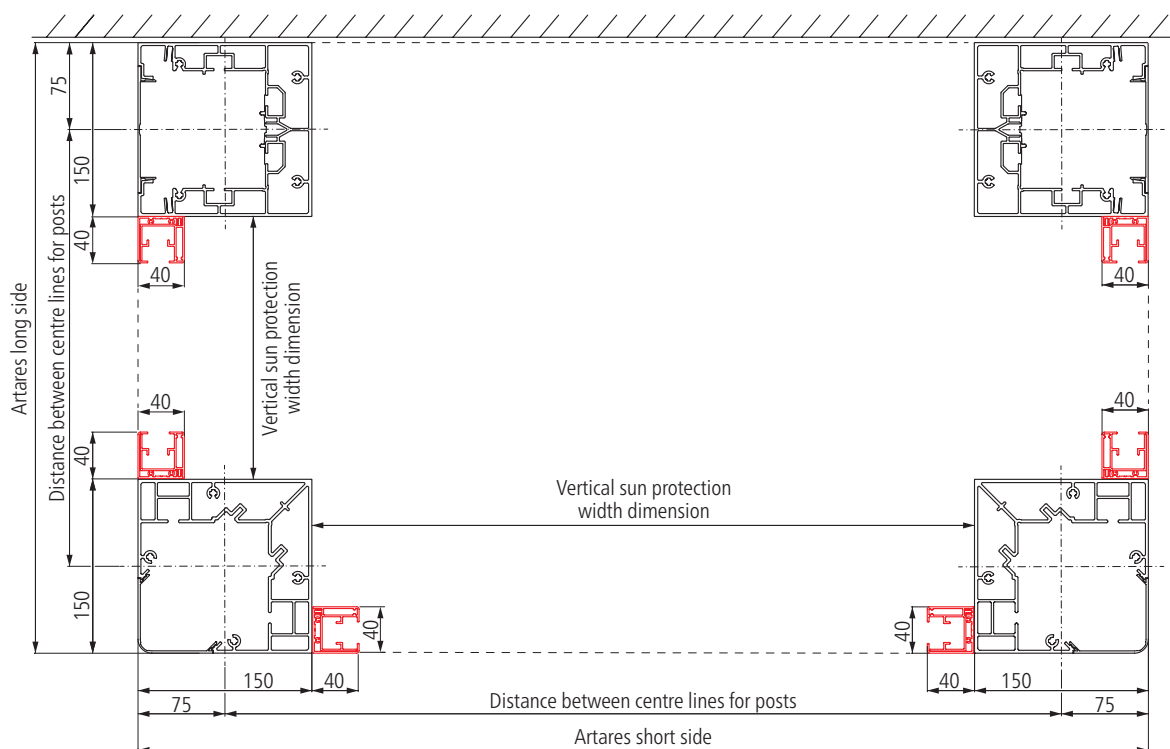 75
150
40
40
40
Artares long side
Distance between centre lines for posts
Vertical sun protection
width dimension
40
40
40
Vertical sun protection
width dimension
150
40
40
150
40
40
150
75
Distance between centre lines for posts
75
Artares short side